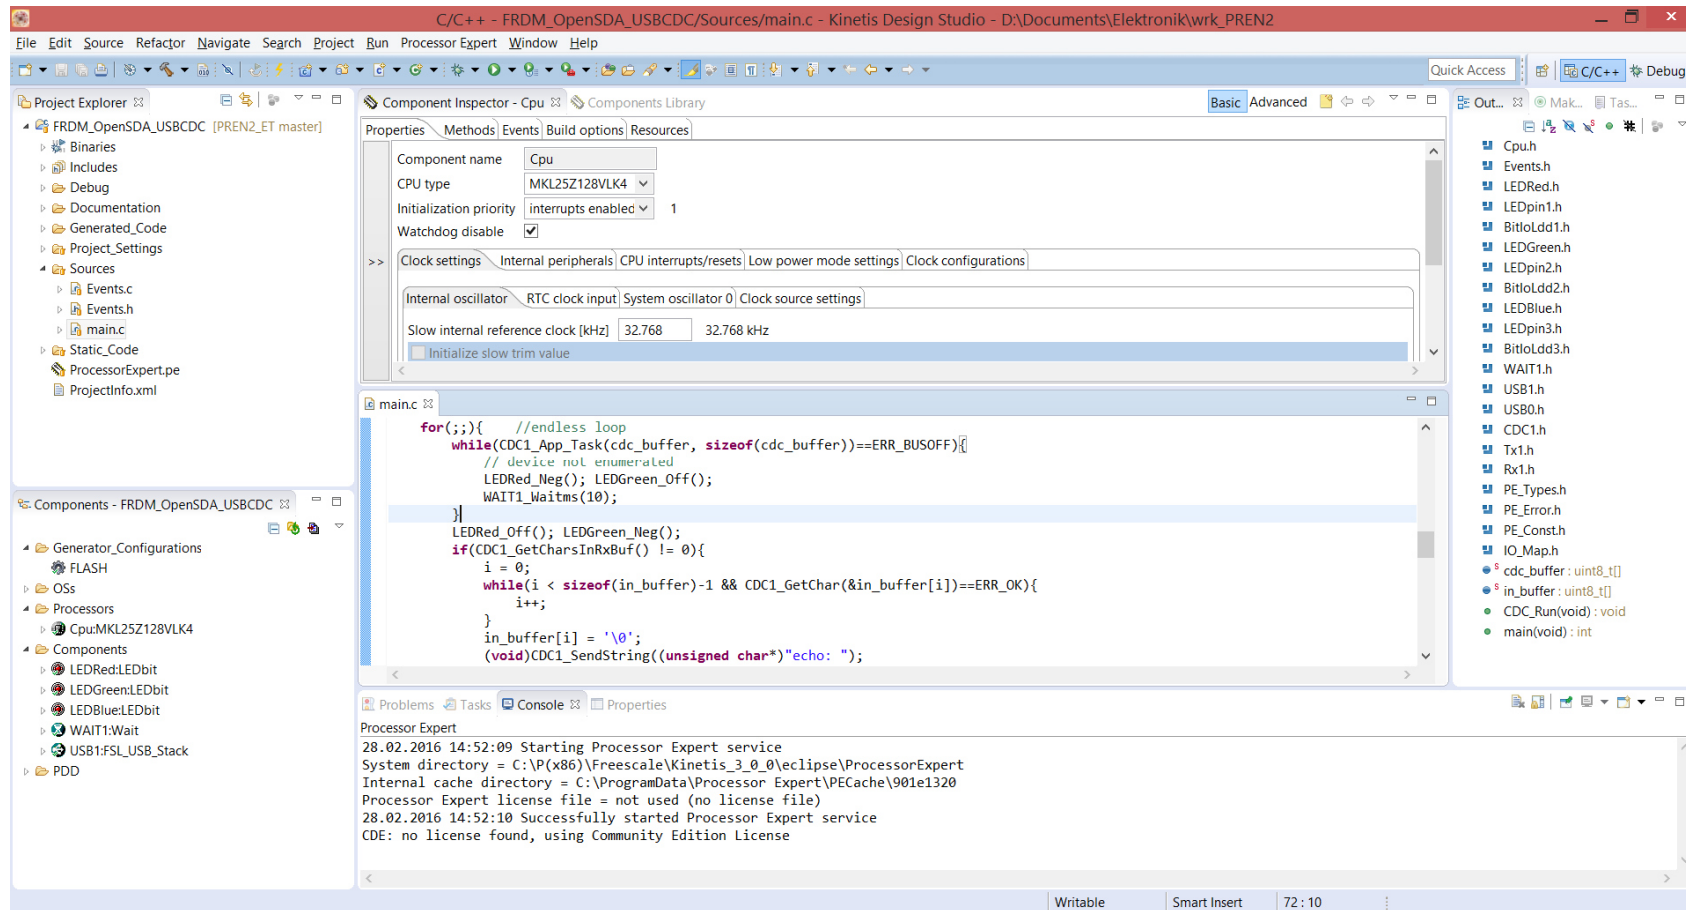 C/C++ - FRDM_OpenSDA_USBCDC/Sources/main.c - Kinetis Design Studio - D:\Documents\Elektronik\wrk_PREN2
File Edit Source Refactor Navigate Search Project Run Processor Expert Window Help
Quick Access C/C++ Debug
Project Explorer
FRDM_OpenSDA_USBCDC [PREN2_ET master]
Binaries
Includes
Debug
Documentation
Generated_Code
Project_Settings
Sources
Events.c
Events.h
main.c
Static_Code
ProcessorExpert.pe
ProjectInfo.xml
Components - FRDM_OpenSDA_USBCDC
Generator_Configurations
FLASH
OSs
Processors
Cpu:MKL25Z128VLK4
Components
LEDRed:LEDbit
LEDGreen:LEDbit
LEDBlue:LEDbit
WAIT1:Wait
USB1:FSL_USB_Stack
PDD
Component Inspector - Cpu Components Library
Basic Advanced
Properties Methods Events Build options Resources
Component name Cpu
CPU type MKL25Z128VLK4
Initialization priority interrupts enabled 1
Watchdog disable
>>
Clock settings Internal peripherals CPU interrupts/resets Low power mode settings Clock configurations
Internal oscillator RTC clock input System oscillator 0 Clock source settings
Slow internal reference clock [kHz] 32.768 32.768 kHz
Initialize slow trim value
main.c
for(;;){ //endless loop
while(CDC1_App_Task(cdc_buffer, sizeof(cdc_buffer))==ERR_BUSOFF){
// device not enumerated
LEDRed_Neg(); LEDGreen_Off();
WAIT1_Waitms(10);
}
LEDRed_Off(); LEDGreen_Neg();
if(CDC1_GetCharsInRxBuf() != 0){
i = 0;
while(i < sizeof(in_buffer)-1 && CDC1_GetChar(&in_buffer[i])==ERR_OK){
i++;
}
in_buffer[i] = '\0';
(void)CDC1_SendString((unsigned char*)"echo: ");
Problems Tasks Console Properties
Processor Expert
28.02.2016 14:52:09 Starting Processor Expert service
System directory = C:\P(x86)\Freescale\Kinetis_3_0_0\eclipse\ProcessorExpert
Internal cache directory = C:\ProgramData\Processor Expert\PECache\901e1320
Processor Expert license file = not used (no license file)
28.02.2016 14:52:10 Successfully started Processor Expert service
CDE: no license found, using Community Edition License
Out... Mak... Tas...
Cpu.h
Events.h
LEDRed.h
LEDpin1.h
BitIoLdd1.h
LEDGreen.h
LEDpin2.h
BitIoLdd2.h
LEDBlue.h
LEDpin3.h
BitIoLdd3.h
WAIT1.h
USB1.h
USB0.h
CDC1.h
Tx1.h
Rx1.h
PE_Types.h
PE_Error.h
PE_Const.h
IO_Map.h
cdc_buffer : uint8_t[]
in_buffer : uint8_t[]
CDC_Run(void) : void
main(void) : int
Writable Smart Insert 72 : 10